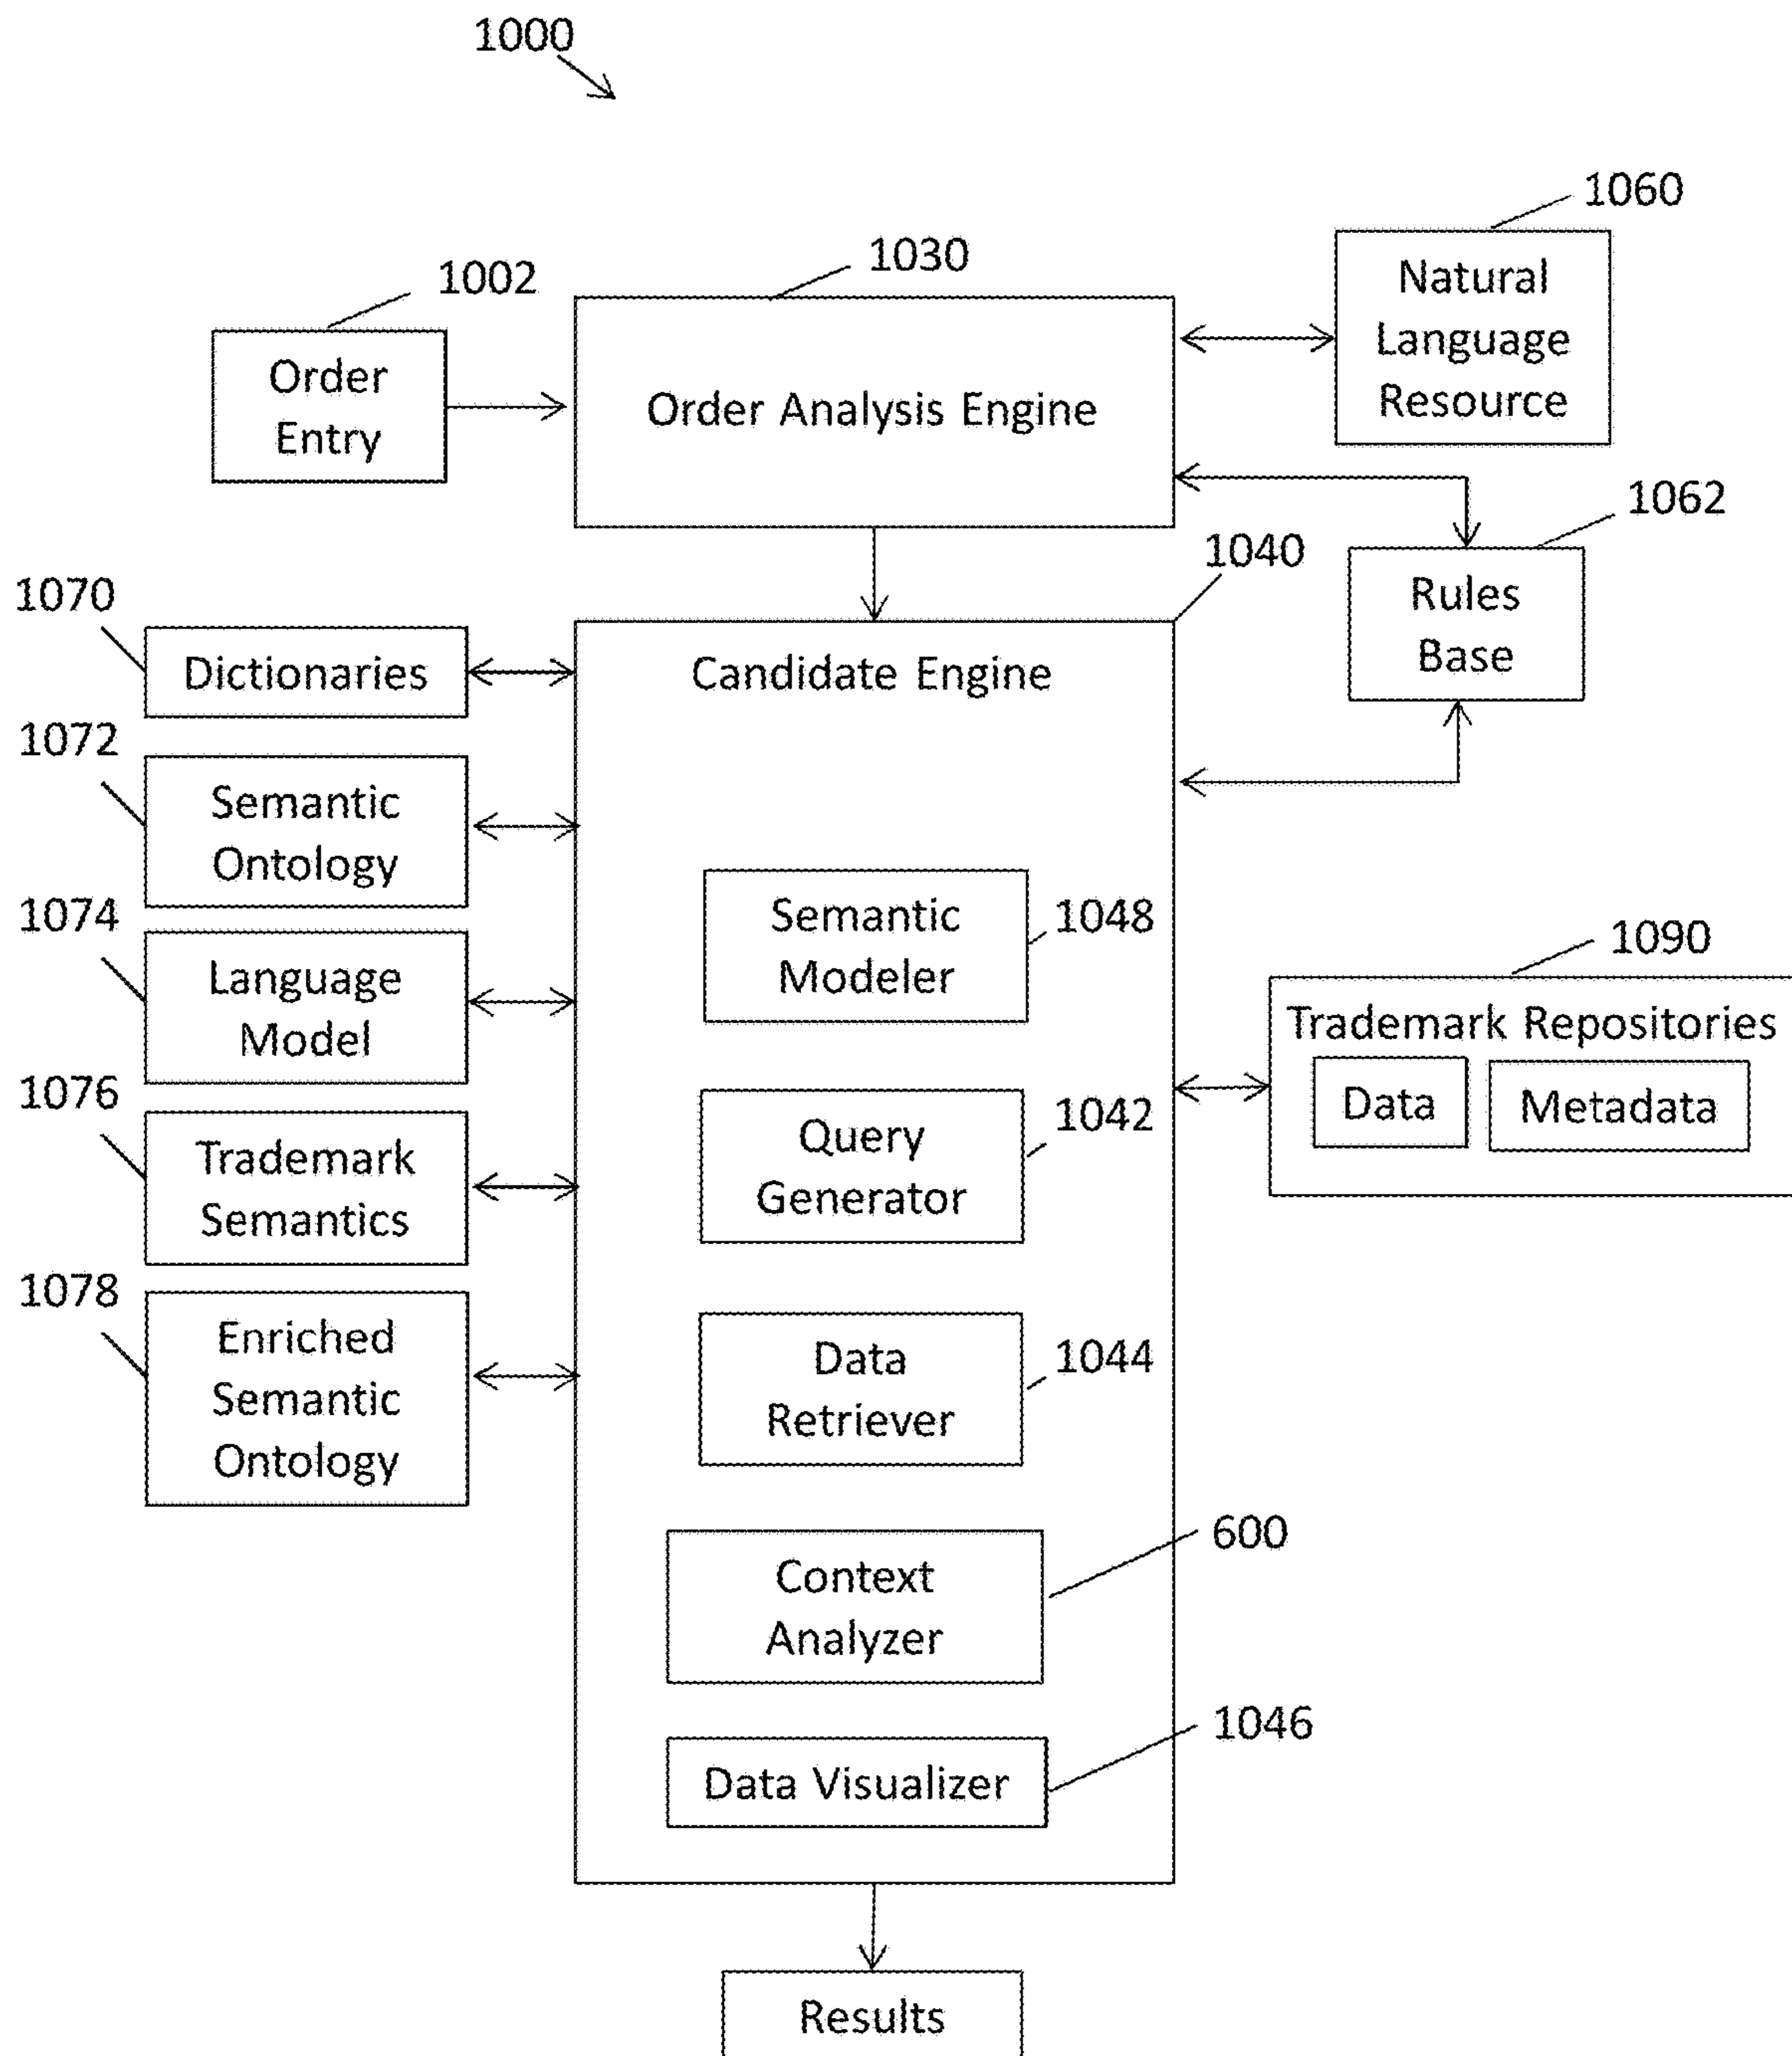 1000
1060
Natural
Language
Resource
1030
Order Analysis Engine
1002
Order
Entry
1062
Rules
Base
1040
Candidate Engine
1070
Dictionaries
1072
Semantic
Ontology
1074
Language
Model
1076
Trademark
Semantics
1078
Enriched
Semantic
Ontology
Semantic
Modeler
1048
Query
Generator
1042
Data
Retriever
1044
Context
Analyzer
600
Data Visualizer
1046
1090
Trademark Repositories
Data
Metadata
Results